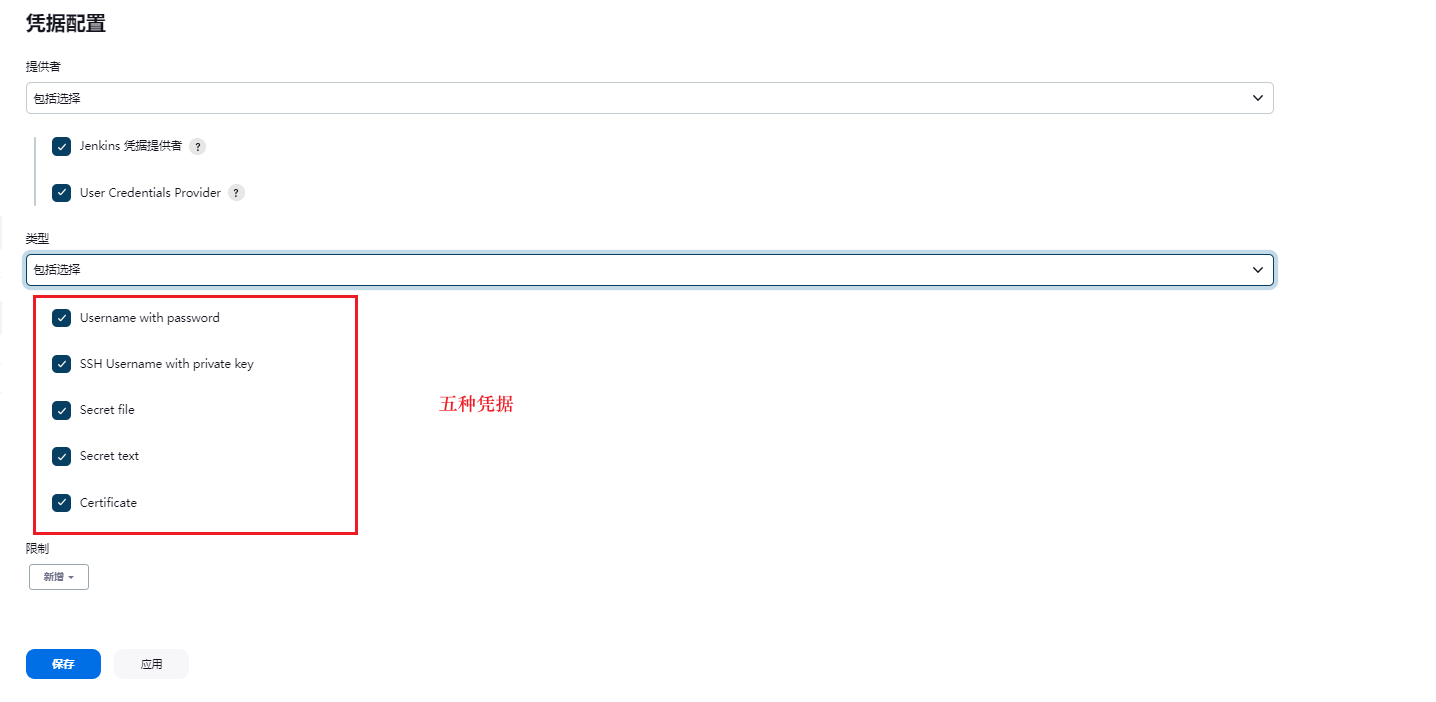 凭据配置
提供者
包括选择
Jenkins 凭据提供者 ?
User Credentials Provider ?
类型
包括选择
Username with password
SSH Username with private key
Secret file
五种凭据
Secret text
Certificate
限制
新增
保存 应用